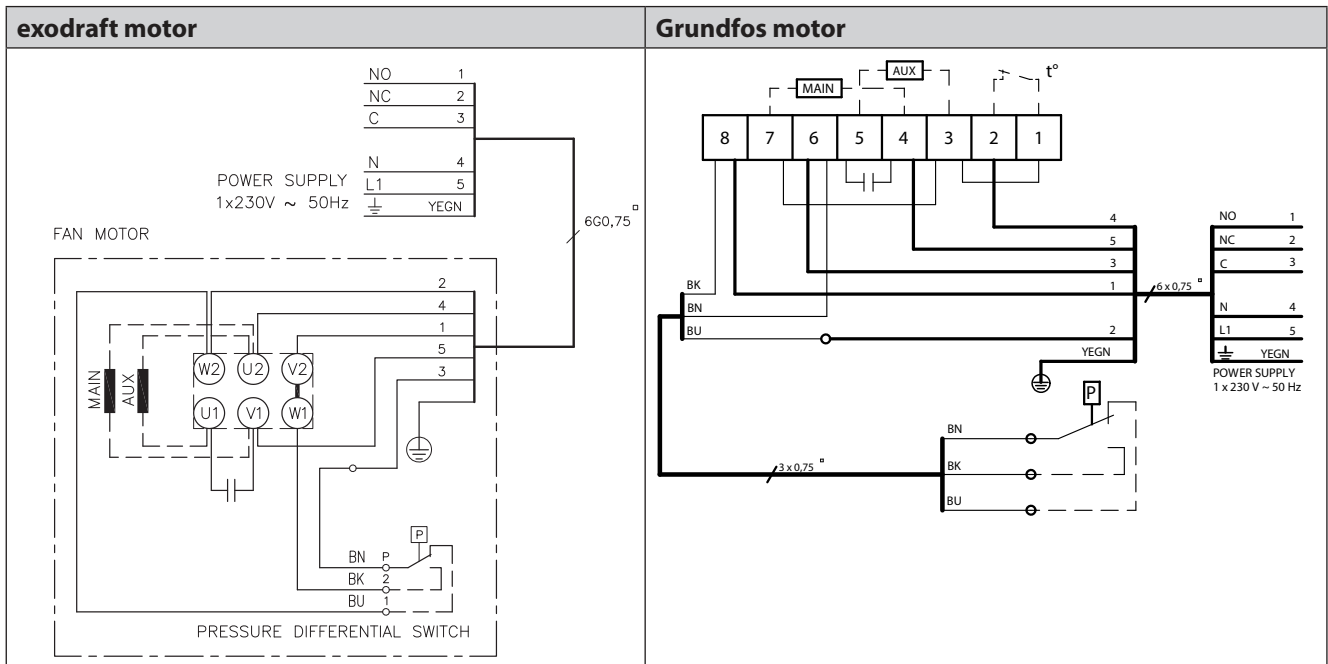 exodraft motor
NO 1
NC 2
C 3
N 4
POWER SUPPLY L1 5
1x230V ~ 50Hz YEGN
6G0,75 ▫
FAN MOTOR
2
4
1
5
3
MAIN
AUX
W2 U2 V2
U1 V1 W1
P
BN P
BK 2
BU 1
PRESSURE DIFFERENTIAL SWITCH
Grundfos motor
AUX t°
MAIN
8 7 6 5 4 3 2 1
4
5
3
1
2
YEGN
BK
BN
BU
6 x 0,75 ▫
NO 1
NC 2
C 3
N 4
L1 5
YEGN
POWER SUPPLY
1 x 230 V ~ 50 Hz
P
BN
BK
BU
3 x 0,75 ▫